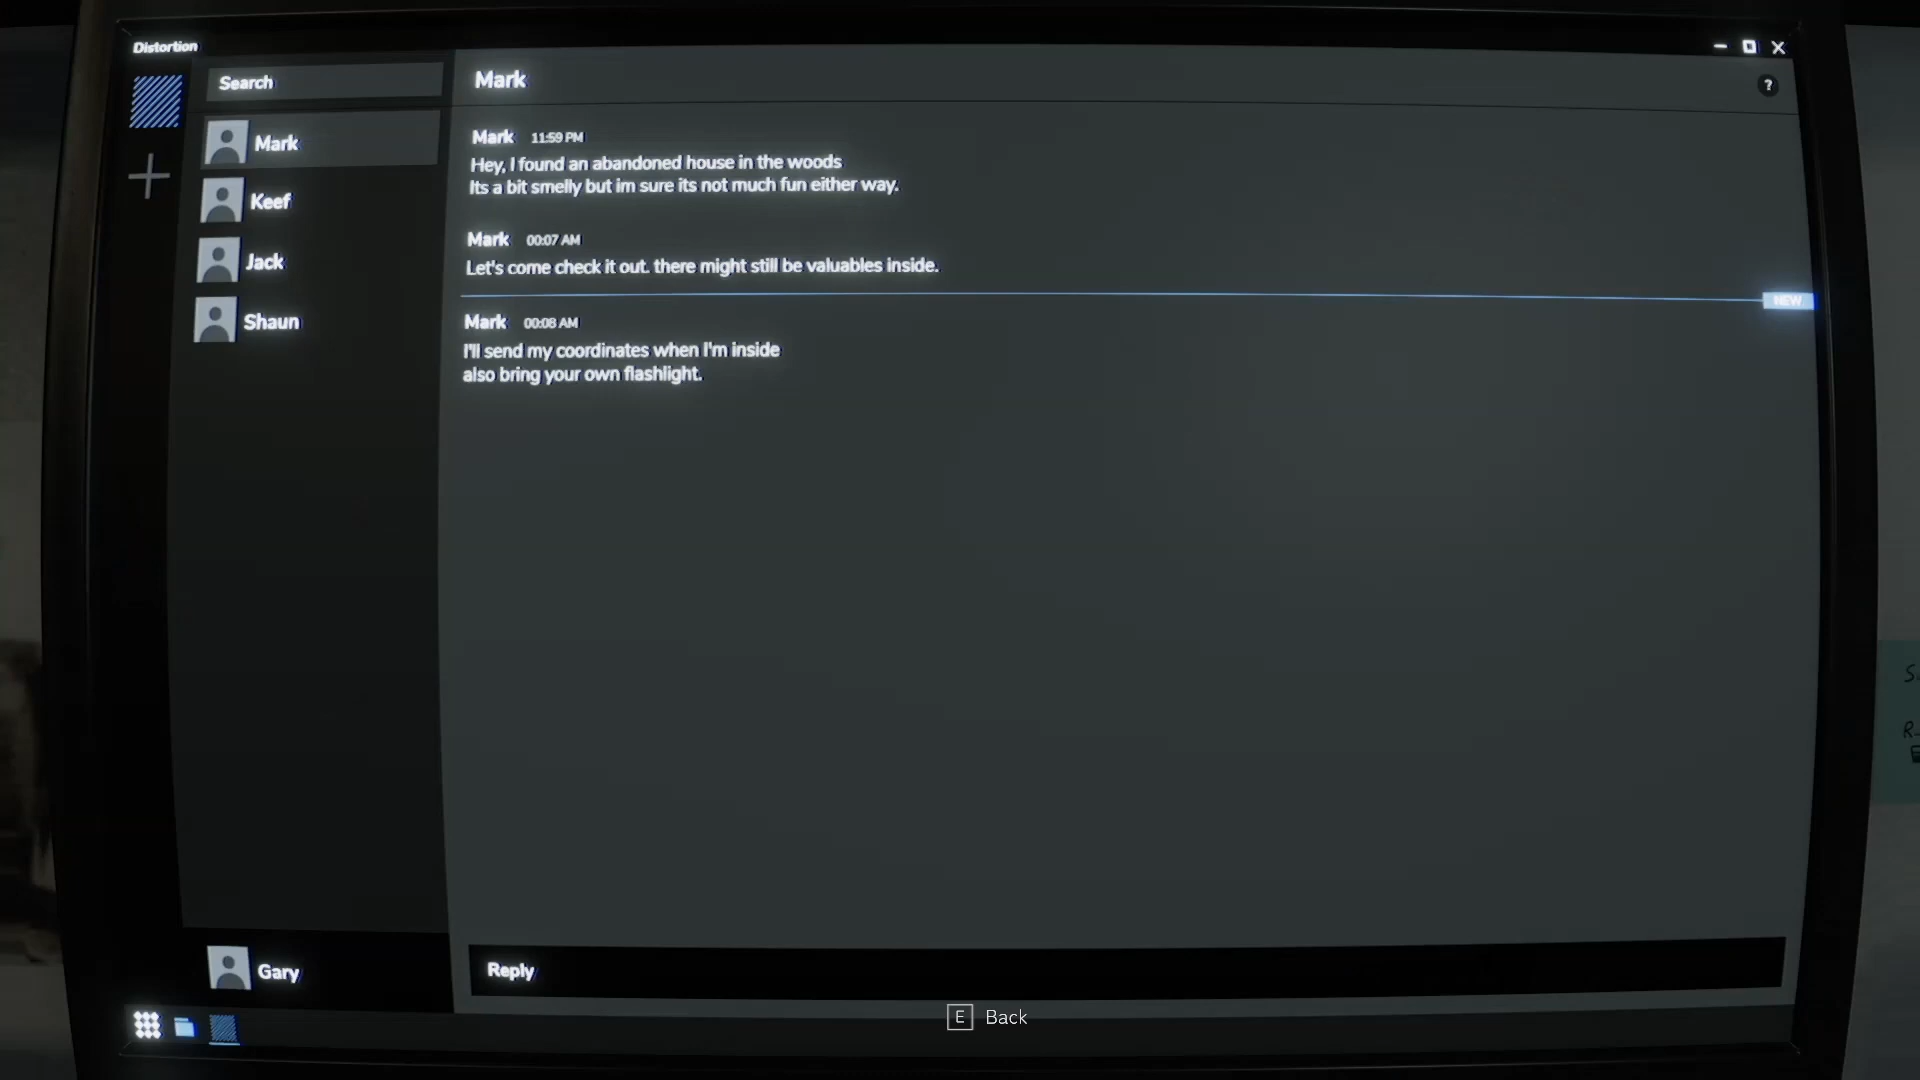 Distortion
Search
Mark
Keef
Jack
Shaun
Gary
Mark
?
Mark 11:59 PM
Hey, I found an abandoned house in the woods
Its a bit smelly but im sure its not much fun either way.
Mark 00:07 AM
Let's come check it out. there might still be valuables inside.
NEW
Mark 00:08 AM
I'll send my coordinates when I'm inside
also bring your own flashlight.
Reply
E Back